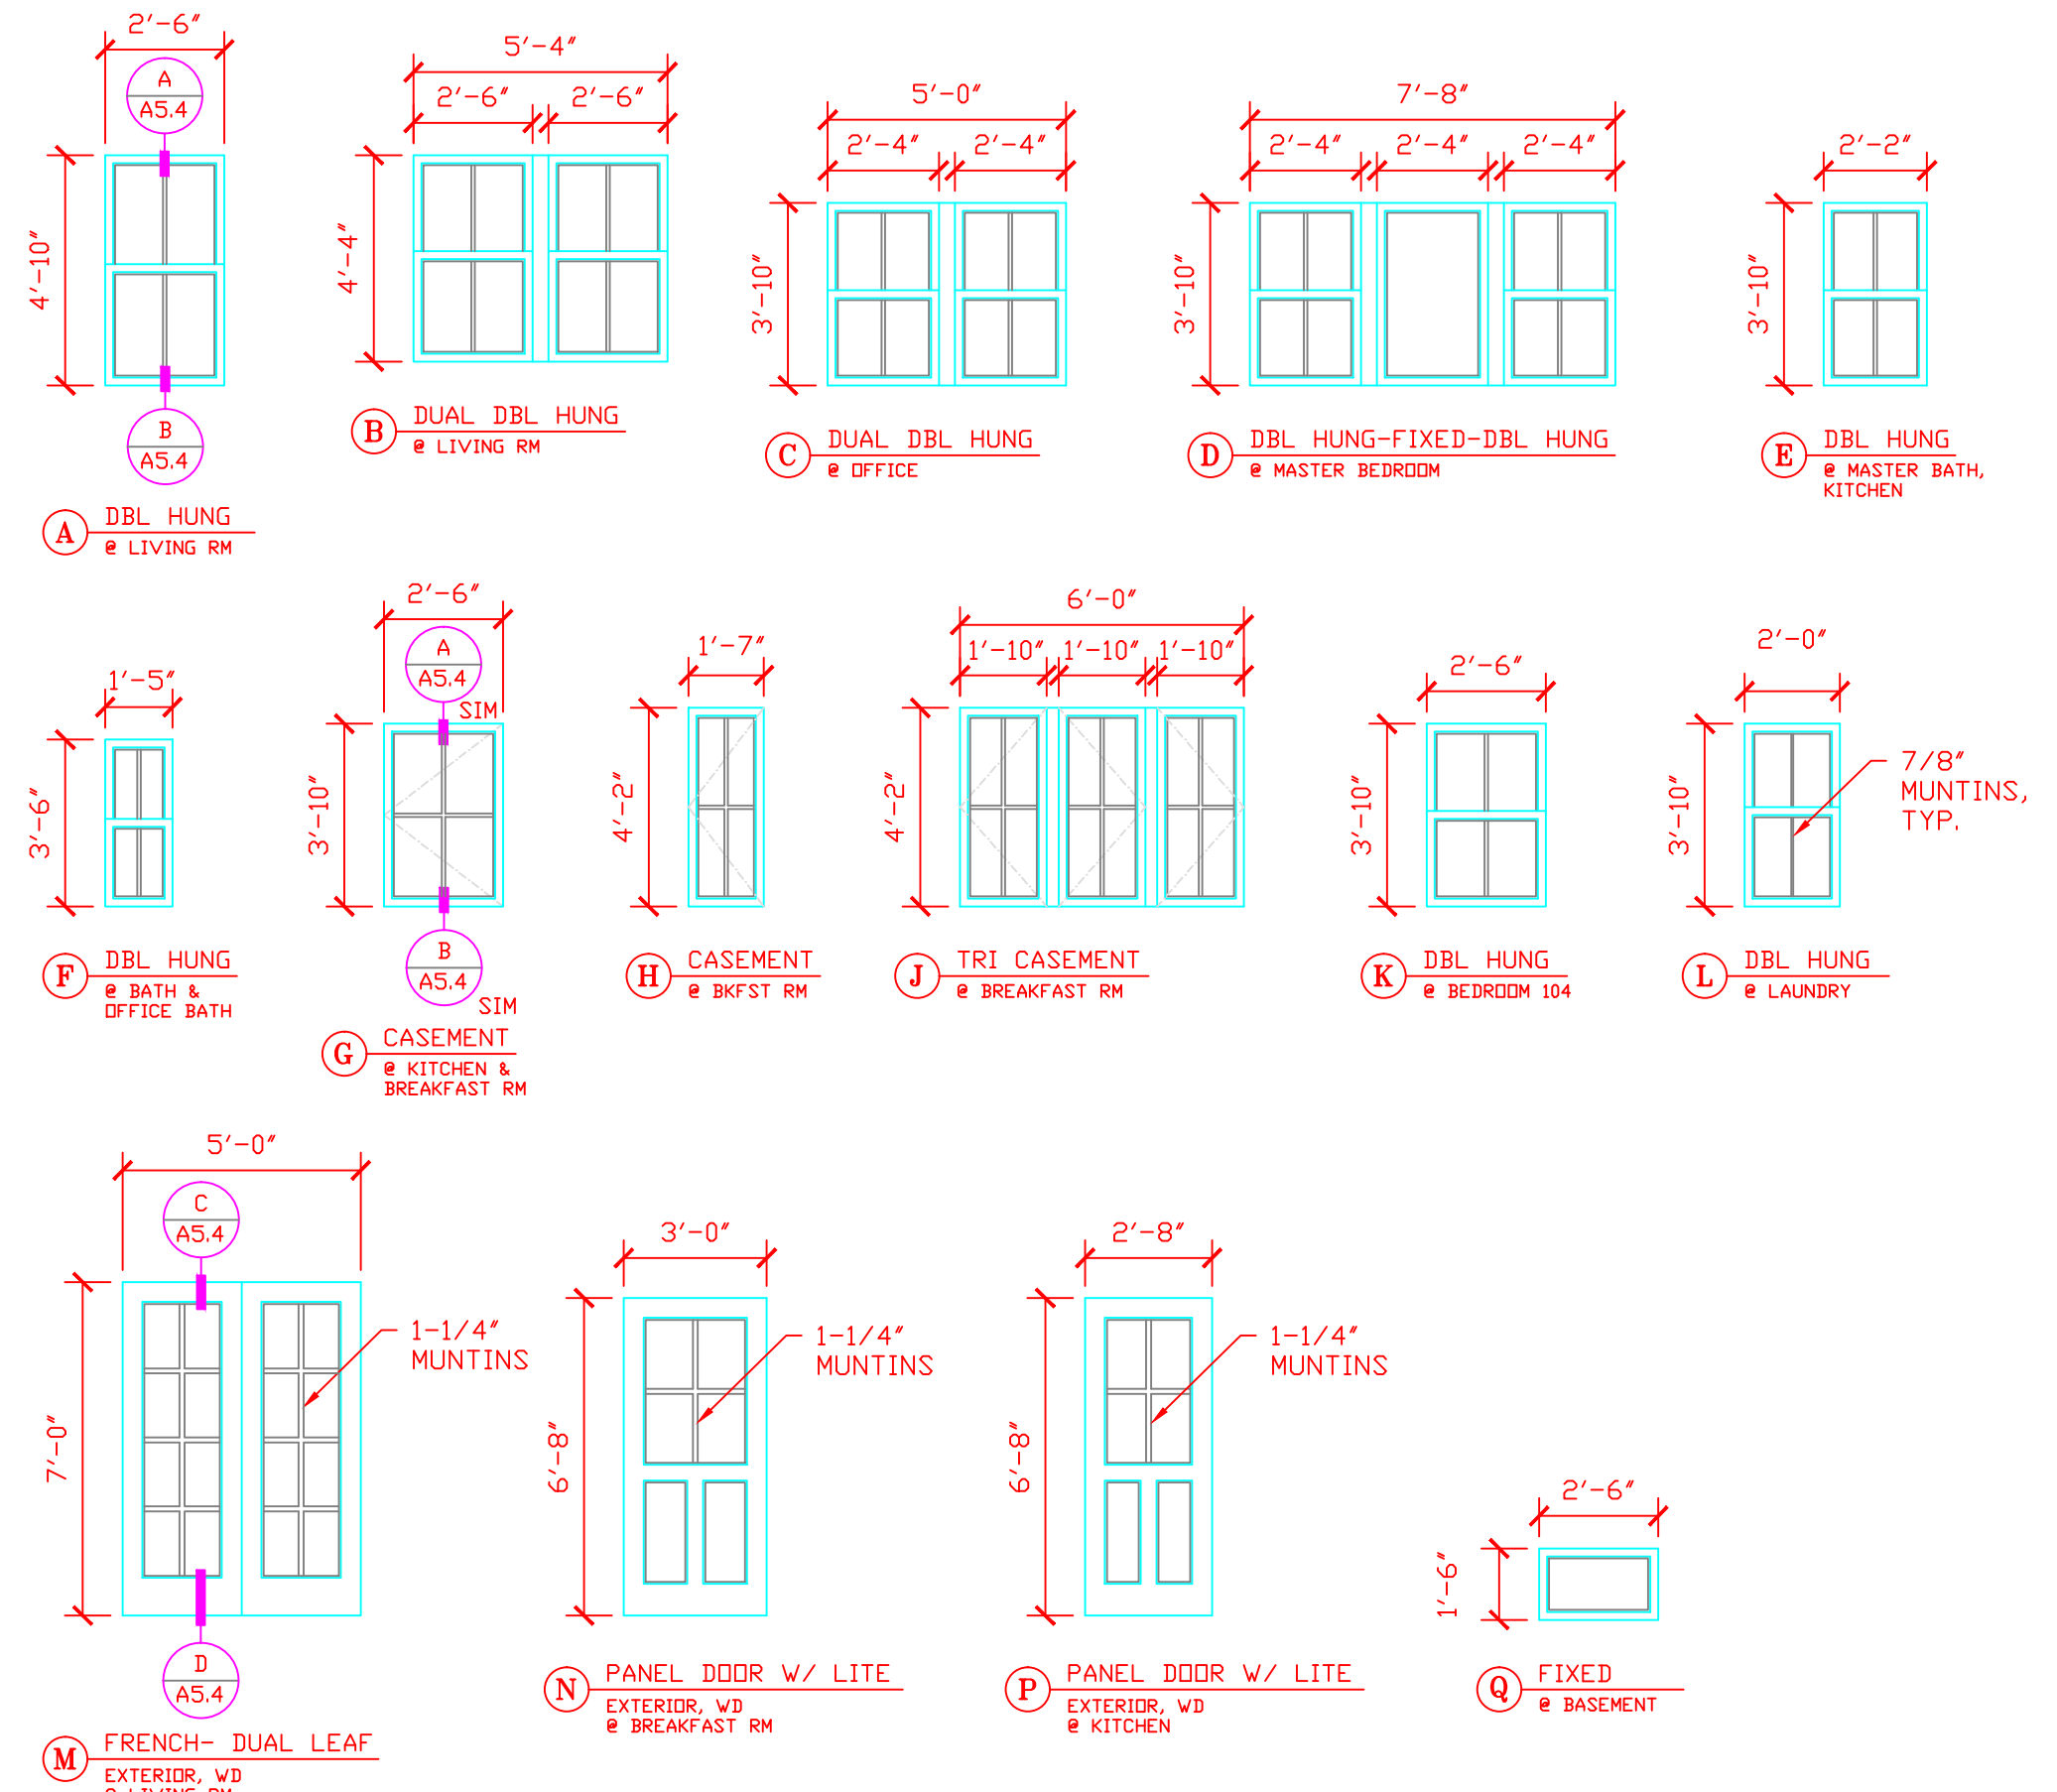 2'-6"
A
A5.4
4'-10"
B
A5.4
A
DBL HUNG
@ LIVING RM
5'-4"
2'-6" 2'-6"
4'-4"
B
DUAL DBL HUNG
@ LIVING RM
5'-0"
2'-4" 2'-4"
3'-10"
C
DUAL DBL HUNG
@ OFFICE
7'-8"
2'-4" 2'-4" 2'-4"
3'-10"
D
DBL HUNG-FIXED-DBL HUNG
@ MASTER BEDROOM
2'-2"
3'-10"
E
DBL HUNG
@ MASTER BATH,
KITCHEN
1'-5"
3'-6"
F
DBL HUNG
@ BATH &
OFFICE BATH
2'-6"
A
A5.4
SIM
3'-10"
B
A5.4
SIM
G
CASEMENT
@ KITCHEN &
BREAKFAST RM
1'-7"
4'-2"
H
CASEMENT
@ BKFST RM
6'-0"
1'-10" 1'-10" 1'-10"
4'-2"
J
TRI CASEMENT
@ BREAKFAST RM
2'-6"
3'-10"
K
DBL HUNG
@ BEDROOM 104
2'-0"
3'-10"
7/8"
MUNTINS,
TYP.
L
DBL HUNG
@ LAUNDRY
5'-0"
C
A5.4
7'-0"
1-1/4"
MUNTINS
D
A5.4
M
FRENCH- DUAL LEAF
EXTERIOR, WD
@ LIVING RM
3'-0"
6'-8"
1-1/4"
MUNTINS
N
PANEL DOOR W/ LITE
EXTERIOR, WD
@ BREAKFAST RM
2'-8"
6'-8"
1-1/4"
MUNTINS
P
PANEL DOOR W/ LITE
EXTERIOR, WD
@ KITCHEN
2'-6"
1'-6"
Q
FIXED
@ BASEMENT